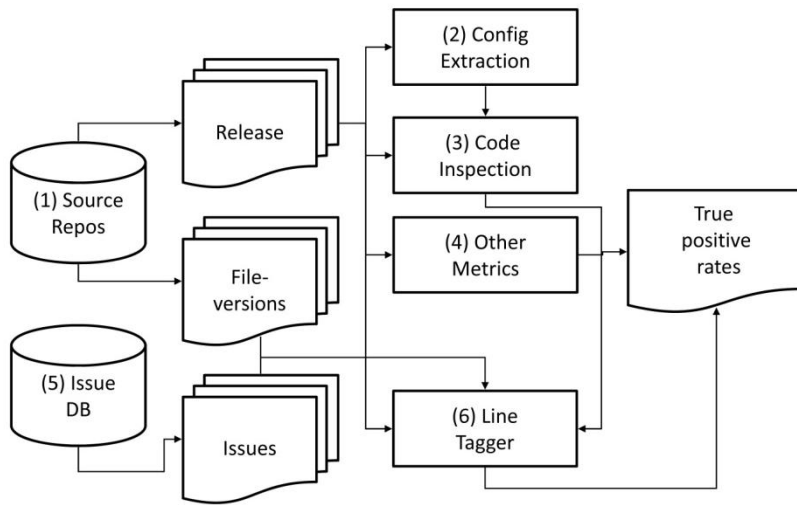 (1) Source
Repos
Release
File-
versions
(5) Issue
DB
Issues
(2) Config
Extraction
(3) Code
Inspection
(4) Other
Metrics
(6) Line
Tagger
True
positive
rates